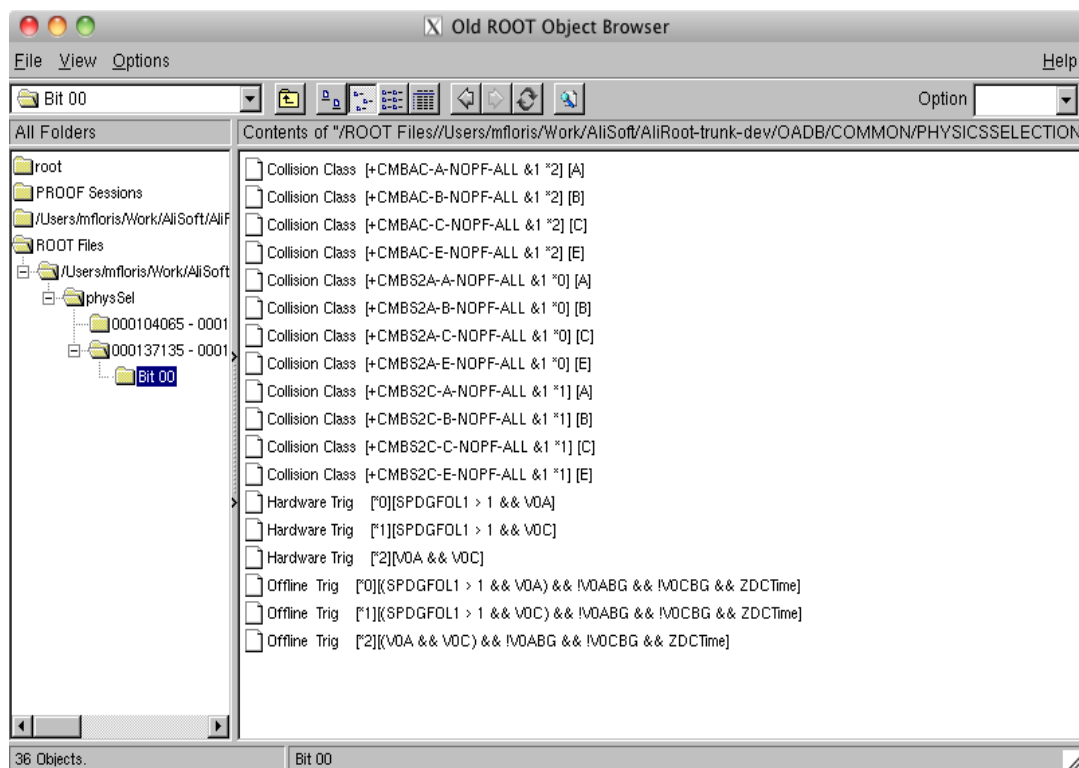 Old ROOT Object Browser
File View Options Help
Bit 00 Option
All Folders Contents of "/ROOT Files//Users/mfloris/Work/AliSoft/AliRoot-trunk-dev/OADB/COMMON/PHYSICSSELECTION
root
PROOF Sessions
/Users/mfloris/Work/AliSoft/AliF
ROOT Files
/Users/mfloris/Work/AliSoft
physSel
000104065 - 0001
000137135 - 0001
Bit 00
Collision Class [+CMBAC-A-NOPF-ALL &1 *2] [A]
Collision Class [+CMBAC-B-NOPF-ALL &1 *2] [B]
Collision Class [+CMBAC-C-NOPF-ALL &1 *2] [C]
Collision Class [+CMBAC-E-NOPF-ALL &1 *2] [E]
Collision Class [+CMBS2A-A-NOPF-ALL &1 *0] [A]
Collision Class [+CMBS2A-B-NOPF-ALL &1 *0] [B]
Collision Class [+CMBS2A-C-NOPF-ALL &1 *0] [C]
Collision Class [+CMBS2A-E-NOPF-ALL &1 *0] [E]
Collision Class [+CMBS2C-A-NOPF-ALL &1 *1] [A]
Collision Class [+CMBS2C-B-NOPF-ALL &1 *1] [B]
Collision Class [+CMBS2C-C-NOPF-ALL &1 *1] [C]
Collision Class [+CMBS2C-E-NOPF-ALL &1 *1] [E]
Hardware Trig [*0][SPDGFOL1 > 1 && V0A]
Hardware Trig [*1][SPDGFOL1 > 1 && V0C]
Hardware Trig [*2][V0A && V0C]
Offline Trig [*0][(SPDGFOL1 > 1 && V0A) && !V0ABG && !V0CBG && ZDCTime]
Offline Trig [*1][(SPDGFOL1 > 1 && V0C) && !V0ABG && !V0CBG && ZDCTime]
Offline Trig [*2][(V0A && V0C) && !V0ABG && !V0CBG && ZDCTime]
36 Objects. Bit 00